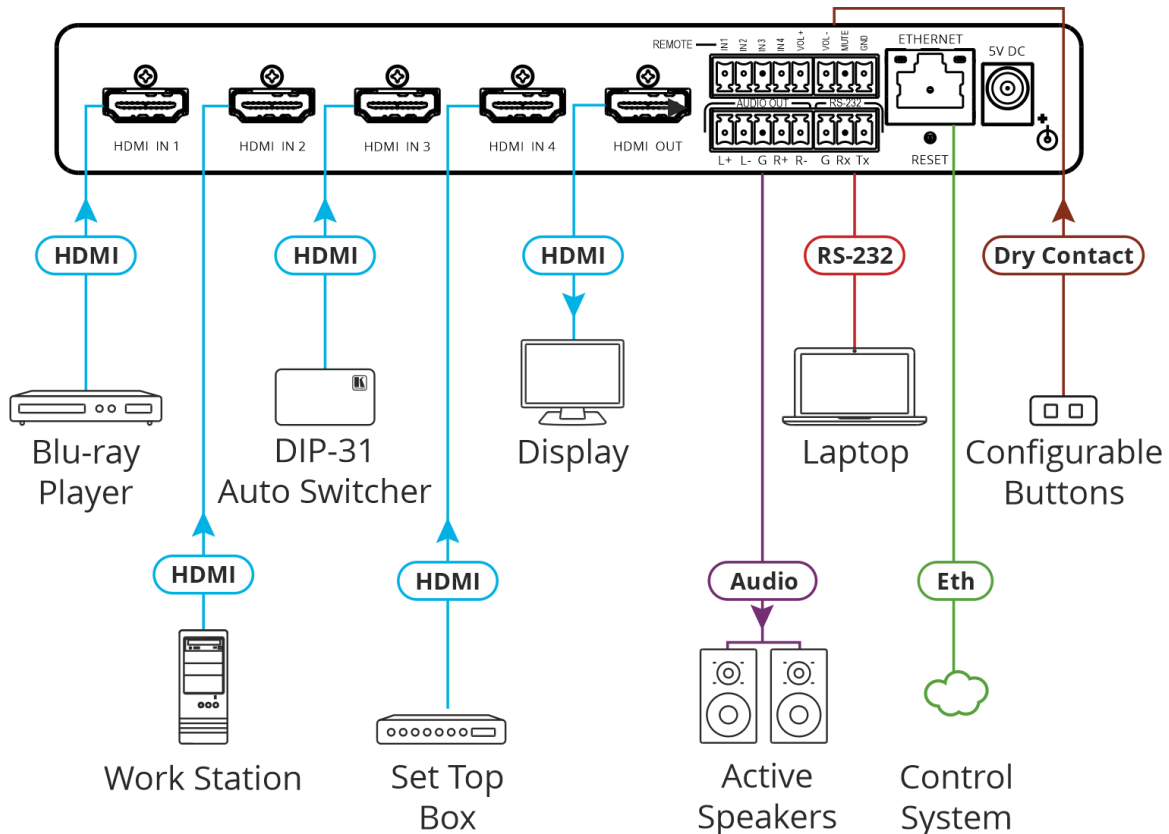 REMOTE
IN1 IN2 IN3 IN4 VOL+ VOL- MUTE GND
ETHERNET
5V DC
AUDIO OUT
RS-232
HDMI IN 1
HDMI IN 2
HDMI IN 3
HDMI IN 4
HDMI OUT
L+ L- G R+ R- G Rx Tx
RESET
HDMI
HDMI
HDMI
RS-232
Dry Contact
K
Blu-ray
Player
DIP-31
Auto Switcher
Display
Laptop
Configurable
Buttons
HDMI
HDMI
Audio
Eth
Work Station
Set Top
Box
Active
Speakers
Control
System